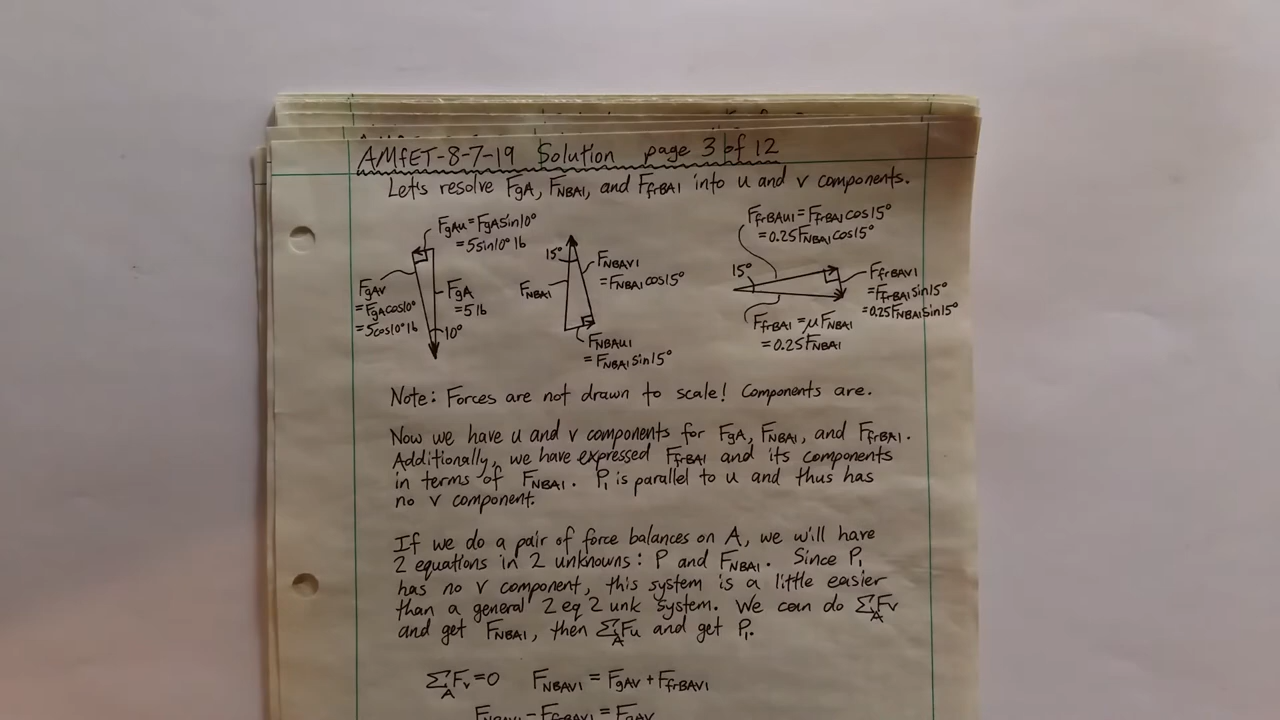 AMfET-8-7-19 Solution page 3 of 12
Let's resolve FgA, FNBA1, and FfrBA1 into u and v components.
FgAu = FgAsin10°
= 5sin10° lb
FgAv
= FgAcos10°
= 5cos10° lb
FgA
= 5 lb
10°
15°
FNBA1
FNBAV1
= FNBA1cos15°
FNBAU1
= FNBA1sin15°
FfrBAU1 = FfrBA1cos15°
= 0.25FNBA1cos15°
15°
FfrBAV1
= FfrBA1sin15°
= 0.25FNBA1sin15°
FfrBA1 = μFNBA1
= 0.25FNBA1
Note: Forces are not drawn to scale! Components are.
Now we have u and v components for FgA, FNBA1, and FfrBA1.
Additionally, we have expressed FfrBA1 and its components
in terms of FNBA1. P1 is parallel to u and thus has
no v component.
If we do a pair of force balances on A, we will have
2 equations in 2 unknowns: P and FNBA1. Since P1
has no v component, this system is a little easier
than a general 2 eq 2 unk system. We can do ΣFv
A
and get FNBA1, then ΣFu and get P1.
A
ΣFv = 0 FNBAV1 = FgAV + FfrBAV1
A
FNBAV1 - FfrBAV1 = FgAV